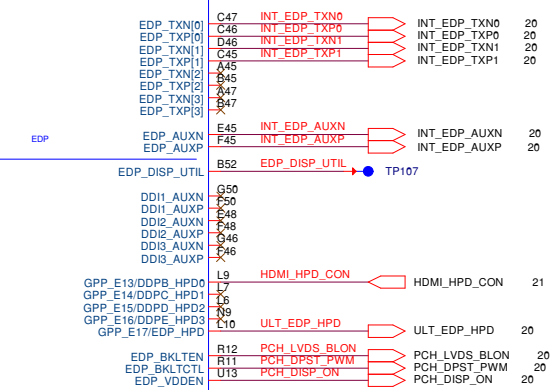 EDP_TXN[0] C47 INT_EDP_TXN0 INT_EDP_TXN0 20
EDP_TXP[0] C46 INT_EDP_TXP0 INT_EDP_TXP0 20
EDP_TXN[1] D46 INT_EDP_TXN1 INT_EDP_TXN1 20
EDP_TXP[1] C45 INT_EDP_TXP1 INT_EDP_TXP1 20
EDP_TXN[2] A45
EDP_TXP[2] B45
EDP_TXN[3] A47
EDP_TXP[3] B47
EDP
EDP_AUXN E45 INT_EDP_AUXN INT_EDP_AUXN 20
EDP_AUXP F45 INT_EDP_AUXP INT_EDP_AUXP 20
EDP_DISP_UTIL B52 EDP_DISP_UTIL TP107
DDI1_AUXN G50
DDI1_AUXP F50
DDI2_AUXN E48
DDI2_AUXP F48
DDI3_AUXN G46
DDI3_AUXP F46
GPP_E13/DDPB_HPD0 L9 HDMI_HPD_CON HDMI_HPD_CON 21
GPP_E14/DDPC_HPD1 L7
GPP_E15/DDPD_HPD2 L6
GPP_E16/DDPE_HPD3 N9
GPP_E17/EDP_HPD L10 ULT_EDP_HPD ULT_EDP_HPD 20
EDP_BKLTEN R12 PCH_LVDS_BLON PCH_LVDS_BLON 20
EDP_BKLTCTL R11 PCH_DPST_PWM PCH_DPST_PWM 20
EDP_VDDEN U13 PCH_DISP_ON PCH_DISP_ON 20